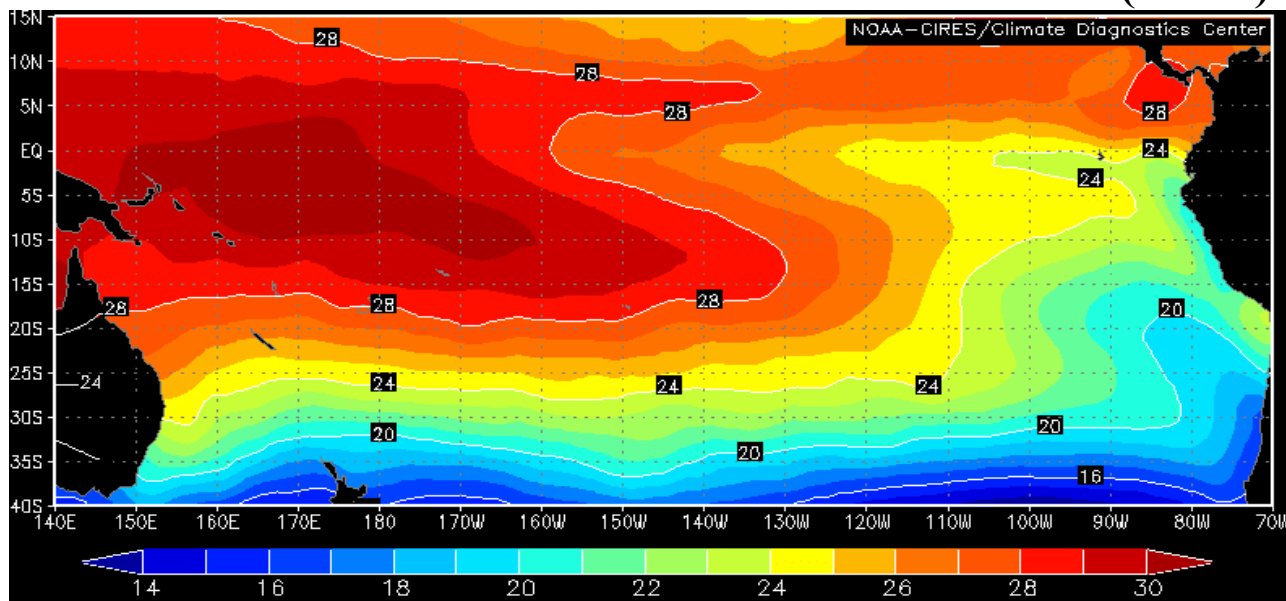 15N NOAA-CIRES/Climate Diagnostics Center
28
10N 28
28 28
5N
EQ 24
24
5S
10S
15S
28 28 28
20S 20
25S 24 24 24 24
30S
20 20 20
35S
16
40S
140E 150E 160E 170E 180 170W 160W 150W 140W 130W 120W 110W 100W 90W 80W 70W
14 16 18 20 22 24 26 28 30